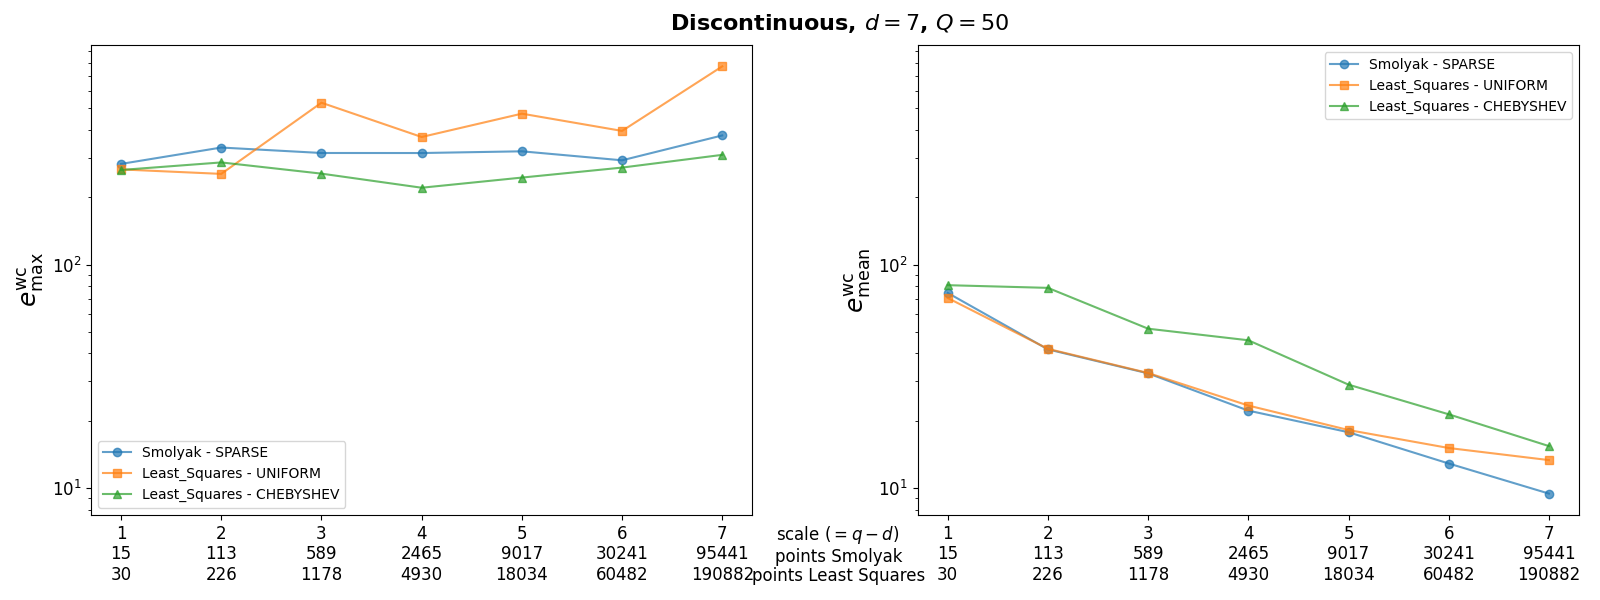 Discontinuous, d = 7, Q = 50
e^wc_max
10^2
10^1
Smolyak - SPARSE
Least_Squares - UNIFORM
Least_Squares - CHEBYSHEV
1 2 3 4 5 6 7
15 113 589 2465 9017 30241 95441
30 226 1178 4930 18034 60482 190882
scale (= q − d)
points Smolyak
points Least Squares
e^wc_mean
10^2
10^1
Smolyak - SPARSE
Least_Squares - UNIFORM
Least_Squares - CHEBYSHEV
1 2 3 4 5 6 7
15 113 589 2465 9017 30241 95441
30 226 1178 4930 18034 60482 190882